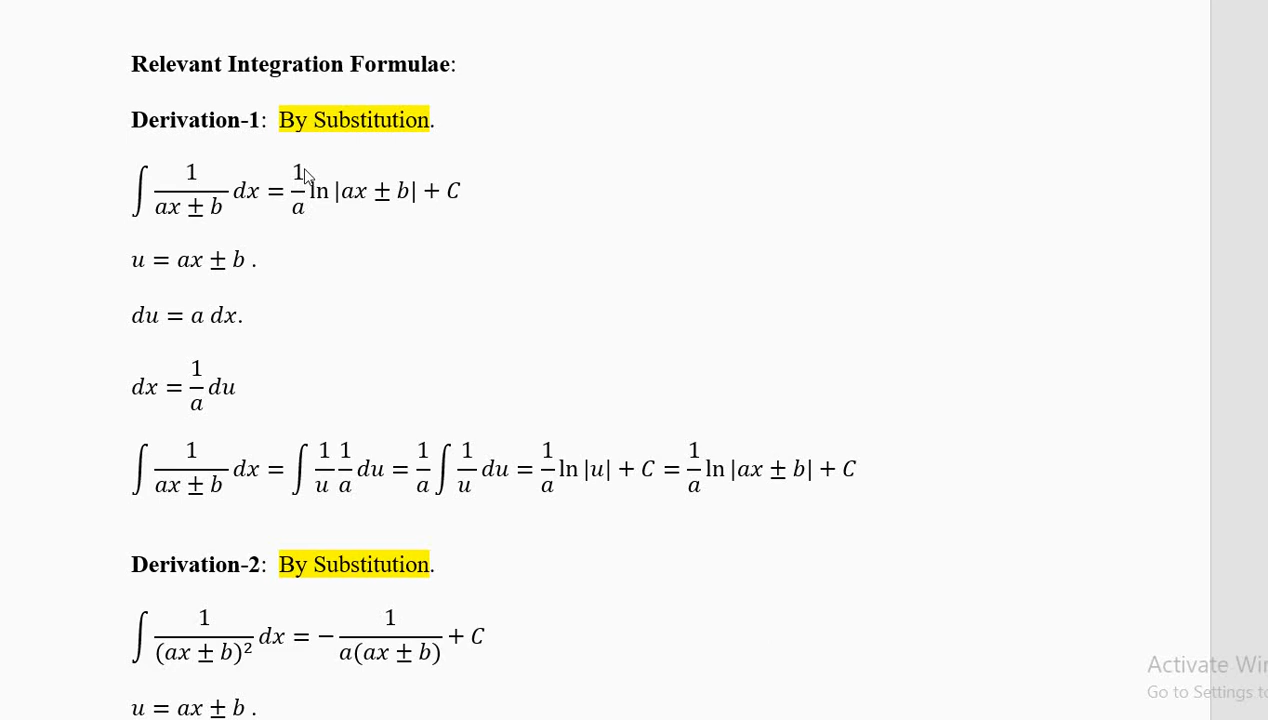 Relevant Integration Formulae:
Derivation-1: By Substitution.
∫ 1/(ax ± b) dx = 1/a ln |ax ± b| + C
u = ax ± b .
du = a dx.
dx = 1/a du
∫ 1/(ax ± b) dx = ∫ 1/u 1/a du = 1/a ∫ 1/u du = 1/a ln |u| + C = 1/a ln |ax ± b| + C
Derivation-2: By Substitution.
∫ 1/(ax ± b)² dx = − 1/(a(ax ± b)) + C
u = ax ± b .
Activate Wi
Go to Settings t